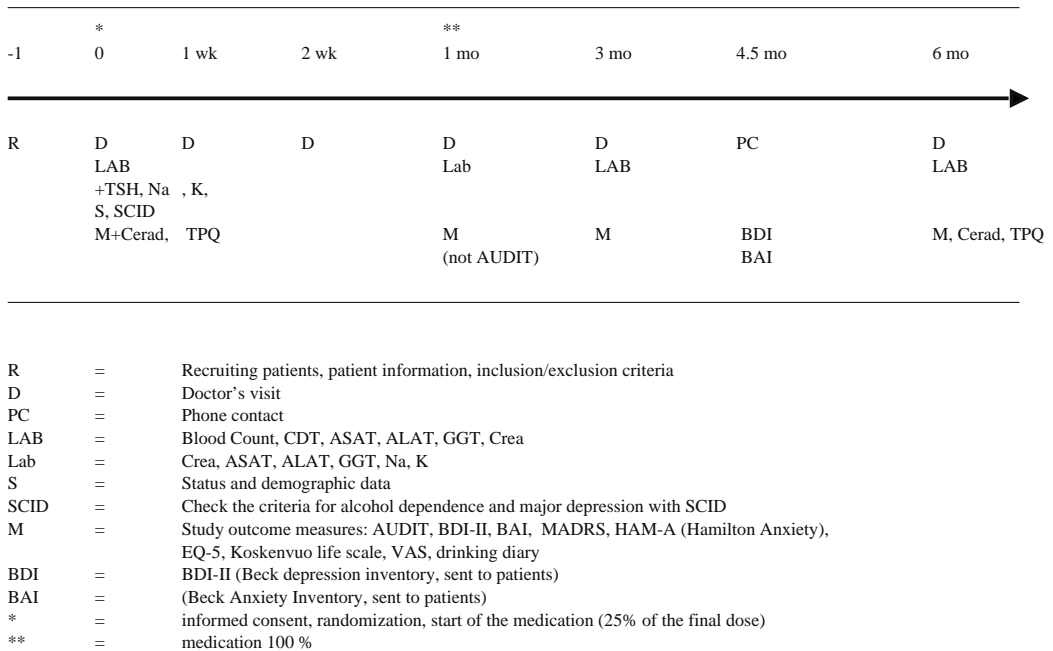 * **
-1 0 1 wk 2 wk 1 mo 3 mo 4.5 mo 6 mo
R D D D D D PC D
LAB Lab LAB LAB
+TSH, Na , K,
S, SCID
M+Cerad, TPQ M M BDI M, Cerad, TPQ
(not AUDIT) BAI
R = Recruiting patients, patient information, inclusion/exclusion criteria
D = Doctor's visit
PC = Phone contact
LAB = Blood Count, CDT, ASAT, ALAT, GGT, Crea
Lab = Crea, ASAT, ALAT, GGT, Na, K
S = Status and demographic data
SCID = Check the criteria for alcohol dependence and major depression with SCID
M = Study outcome measures: AUDIT, BDI-II, BAI, MADRS, HAM-A (Hamilton Anxiety),
EQ-5, Koskenvuo life scale, VAS, drinking diary
BDI = BDI-II (Beck depression inventory, sent to patients)
BAI = (Beck Anxiety Inventory, sent to patients)
* = informed consent, randomization, start of the medication (25% of the final dose)
** = medication 100 %